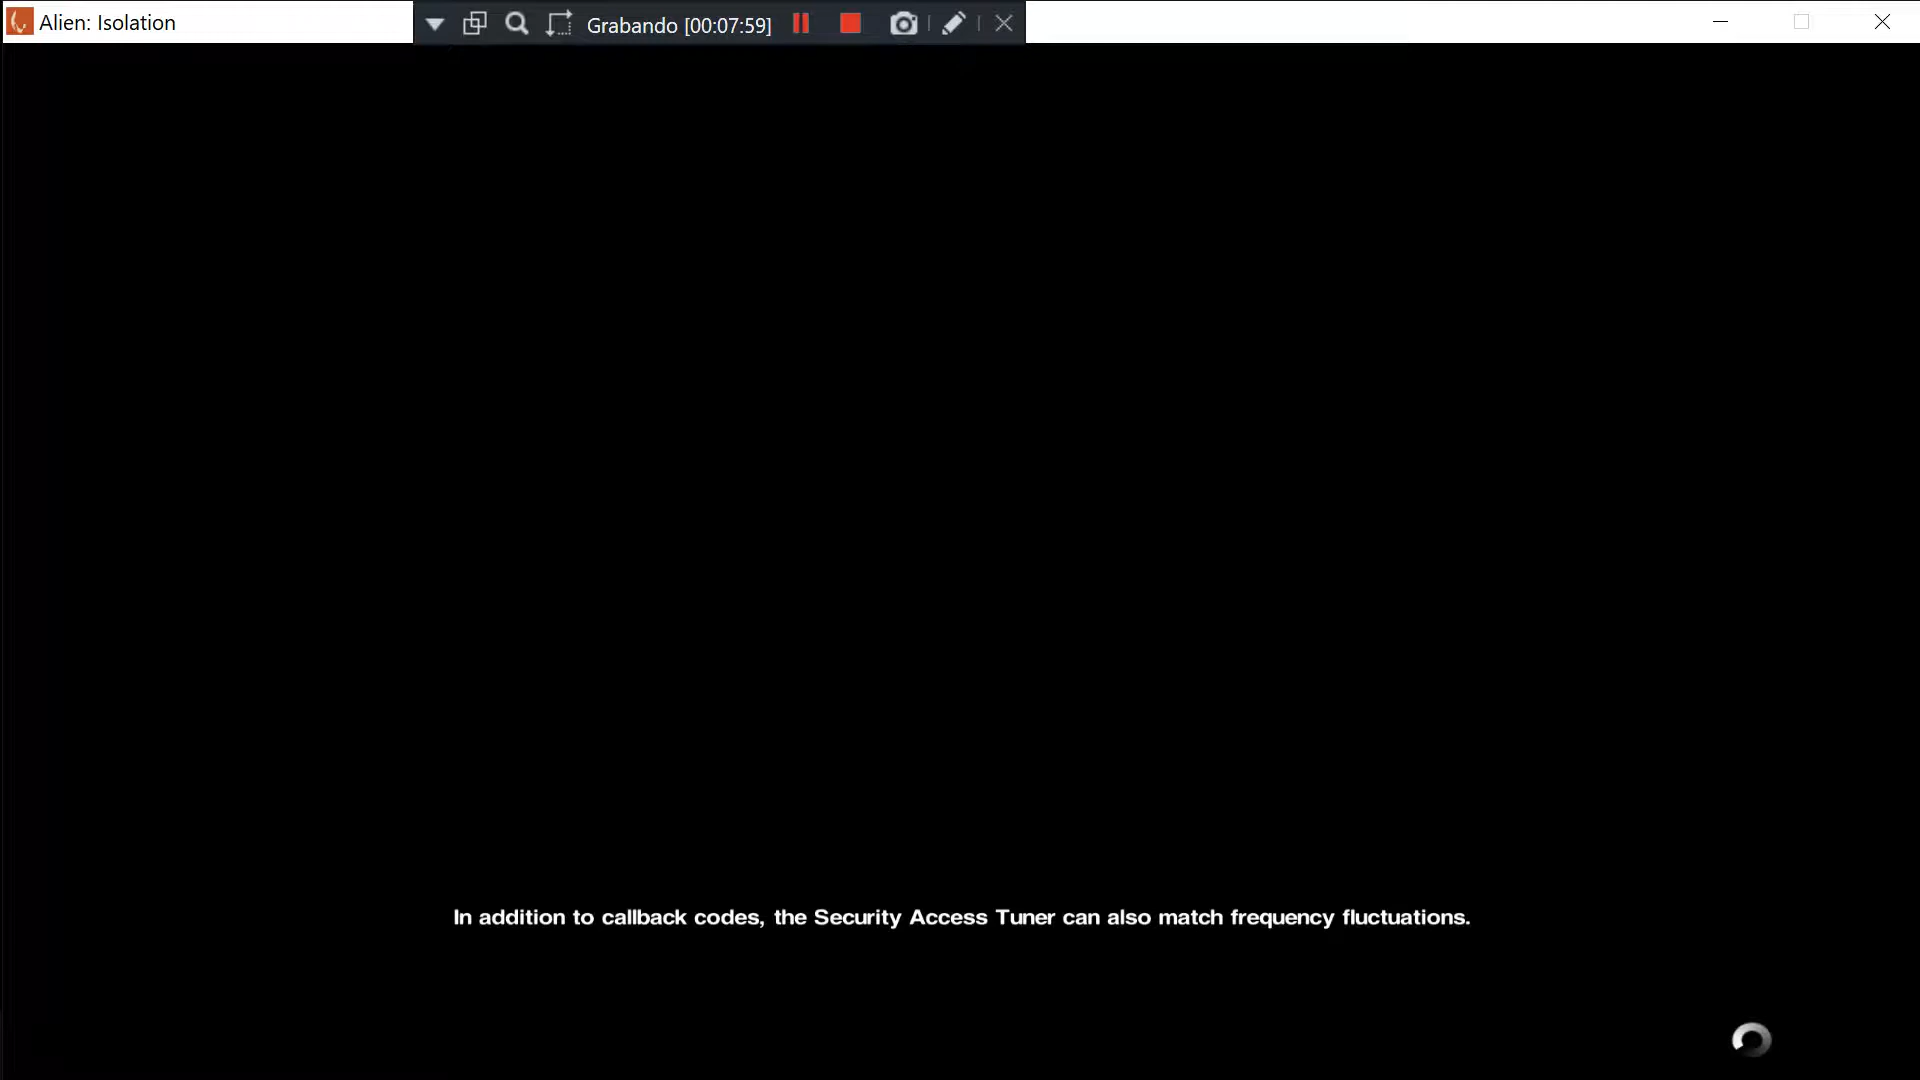 Alien: Isolation
Grabando [00:07:59]
In addition to callback codes, the Security Access Tuner can also match frequency fluctuations.